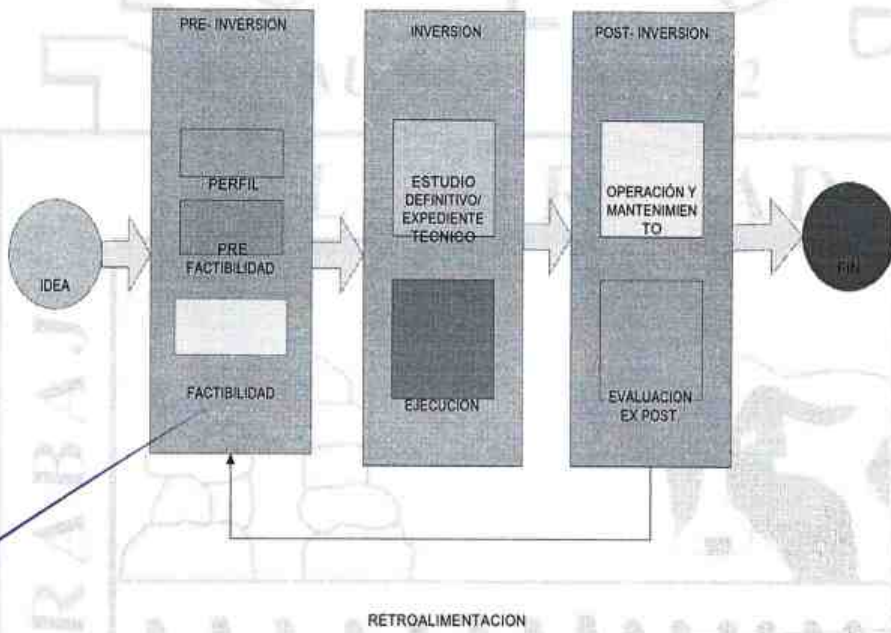 PRE- INVERSION
PERFIL
PRE
FACTIBILIDAD
FACTIBILIDAD
INVERSION
ESTUDIO
DEFINITIVO/
EXPEDIENTE
TECNICO
EJECUCION
POST- INVERSION
OPERACIÓN Y
MANTENIMIEN
TO
EVALUACION
EX POST.
IDEA
FIN
RETROALIMENTACION